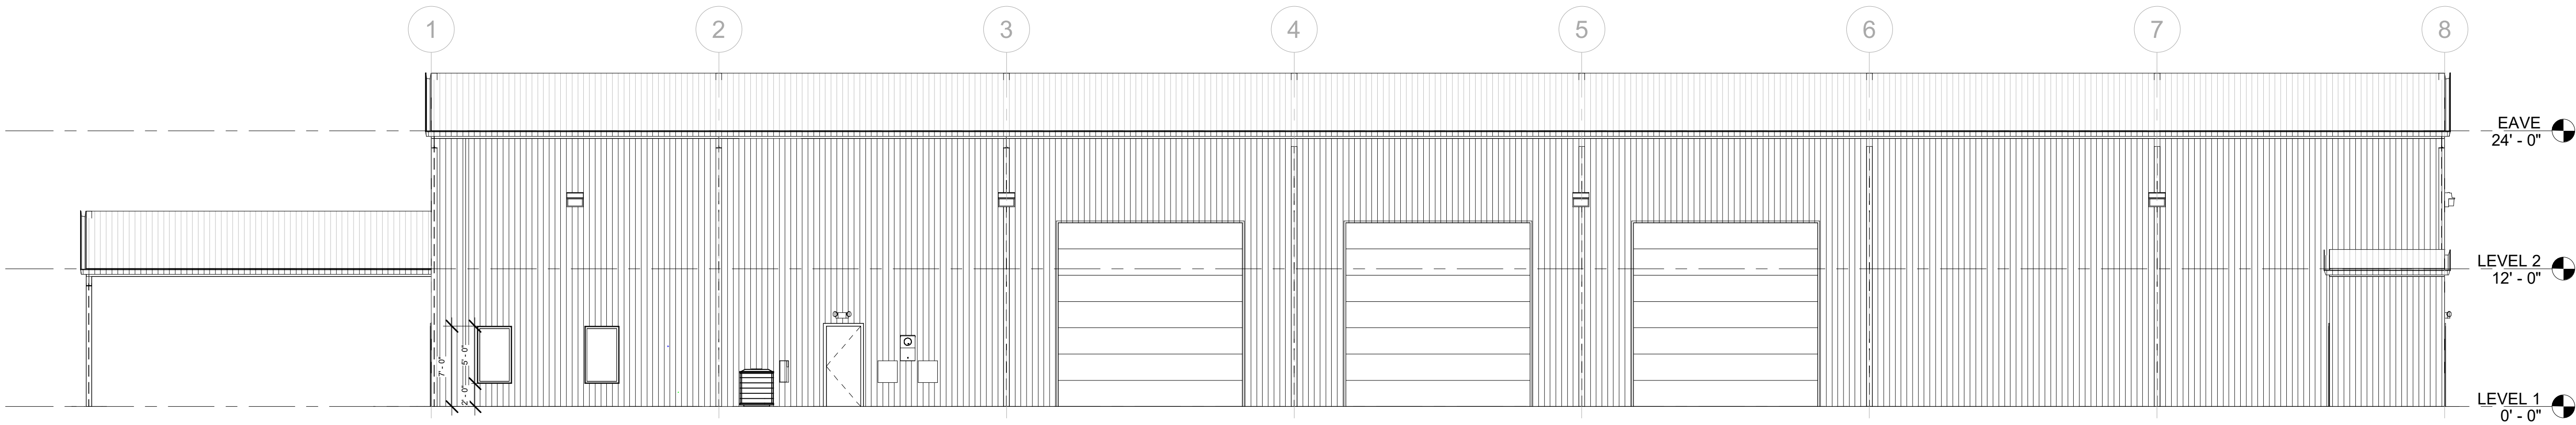 1 2 3 4 5 6 7 8
EAVE
24' - 0"
LEVEL 2
12' - 0"
7' - 0"
5' - 0"
2' - 0"
LEVEL 1
0' - 0"